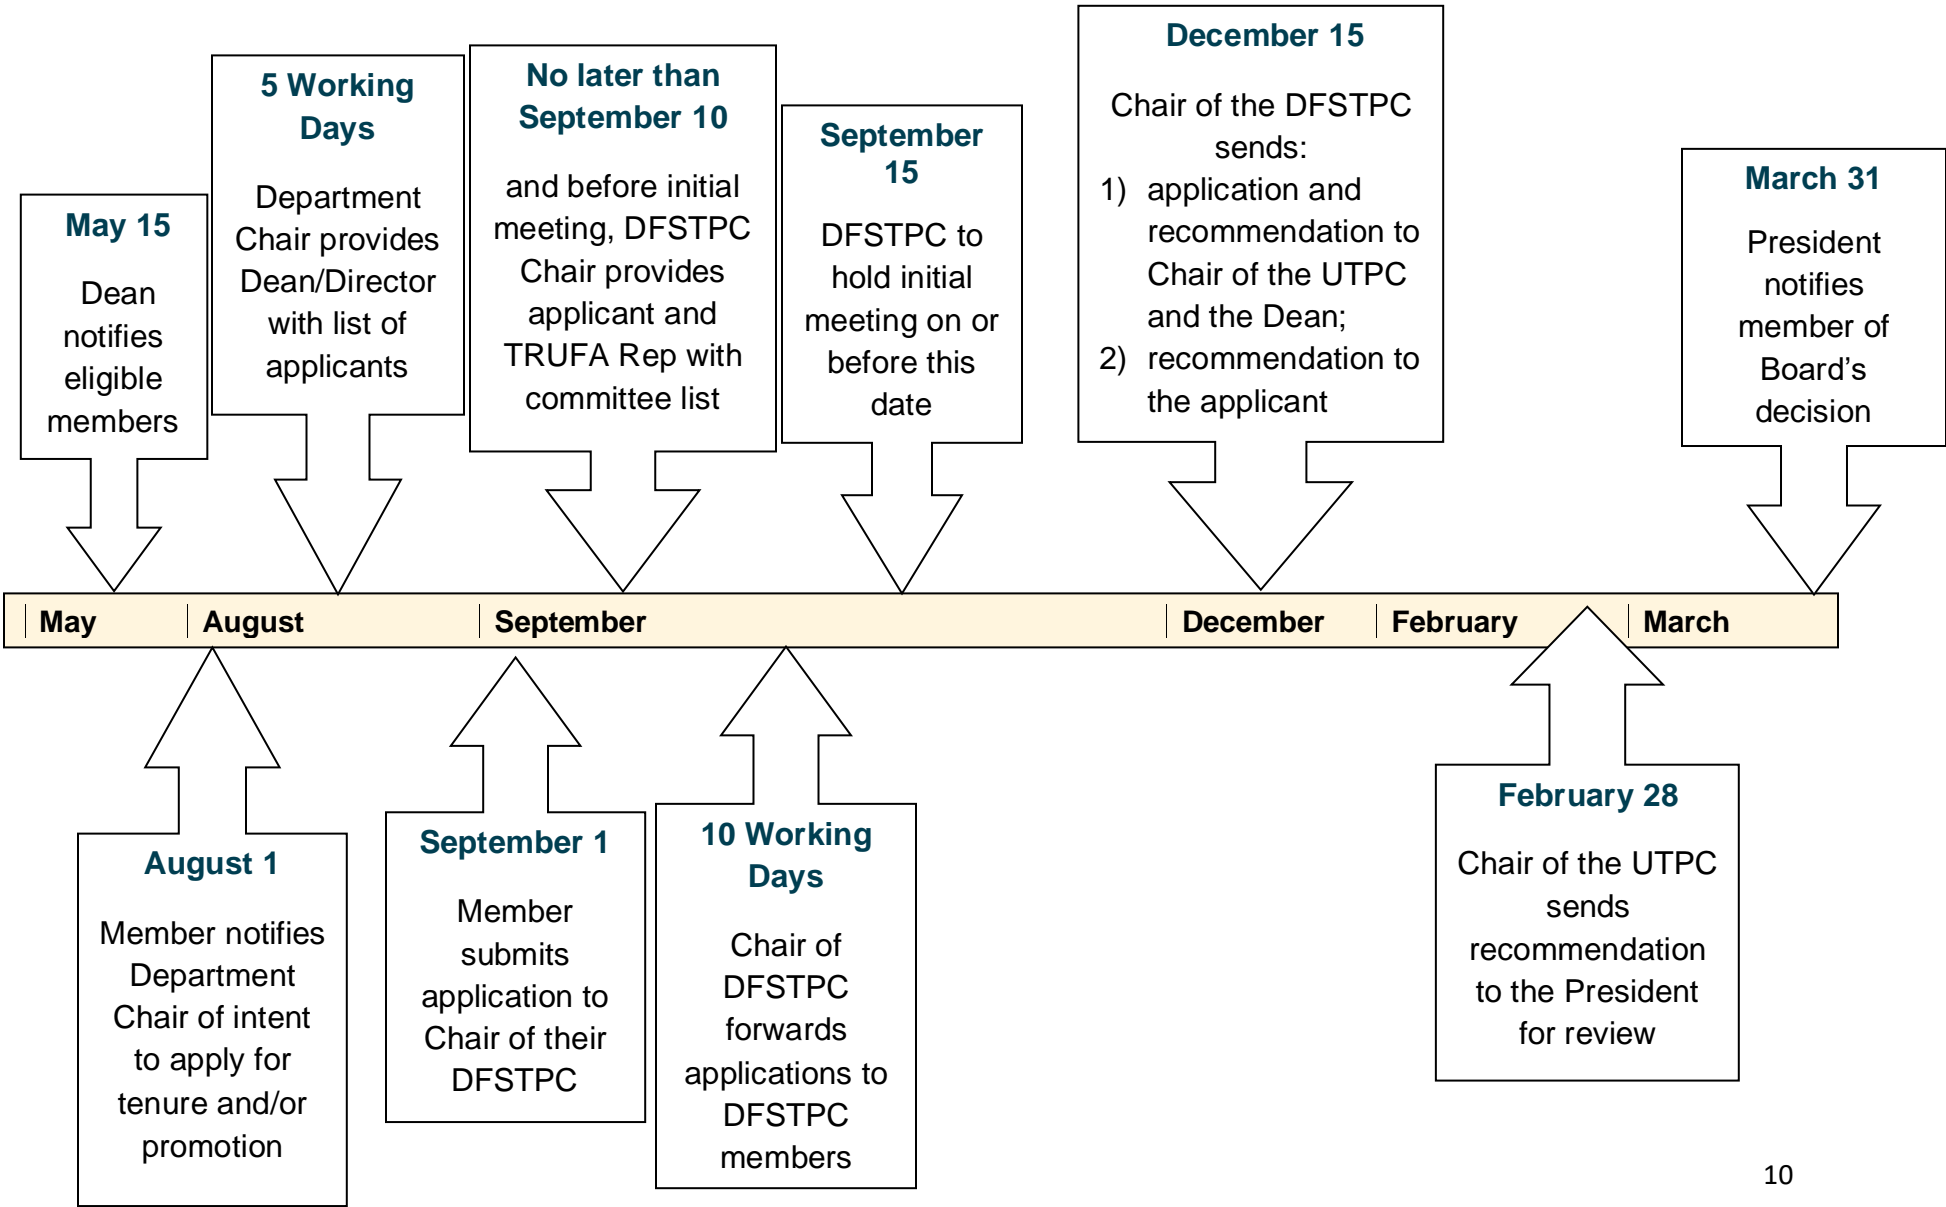 May 15
Dean
notifies
eligible
members
5 Working
Days
Department
Chair provides
Dean/Director
with list of
applicants
No later than
September 10
and before initial
meeting, DFSTPC
Chair provides
applicant and
TRUFA Rep with
committee list
September
15
DFSTPC to
hold initial
meeting on or
before this
date
December 15
Chair of the DFSTPC
sends:
1) application and
recommendation to
Chair of the UTPC
and the Dean;
2) recommendation to
the applicant
March 31
President
notifies
member of
Board’s
decision
May August September December February March
August 1
Member notifies
Department
Chair of intent
to apply for
tenure and/or
promotion
September 1
Member
submits
application to
Chair of their
DFSTPC
10 Working
Days
Chair of
DFSTPC
forwards
applications to
DFSTPC
members
February 28
Chair of the UTPC
sends
recommendation
to the President
for review
10